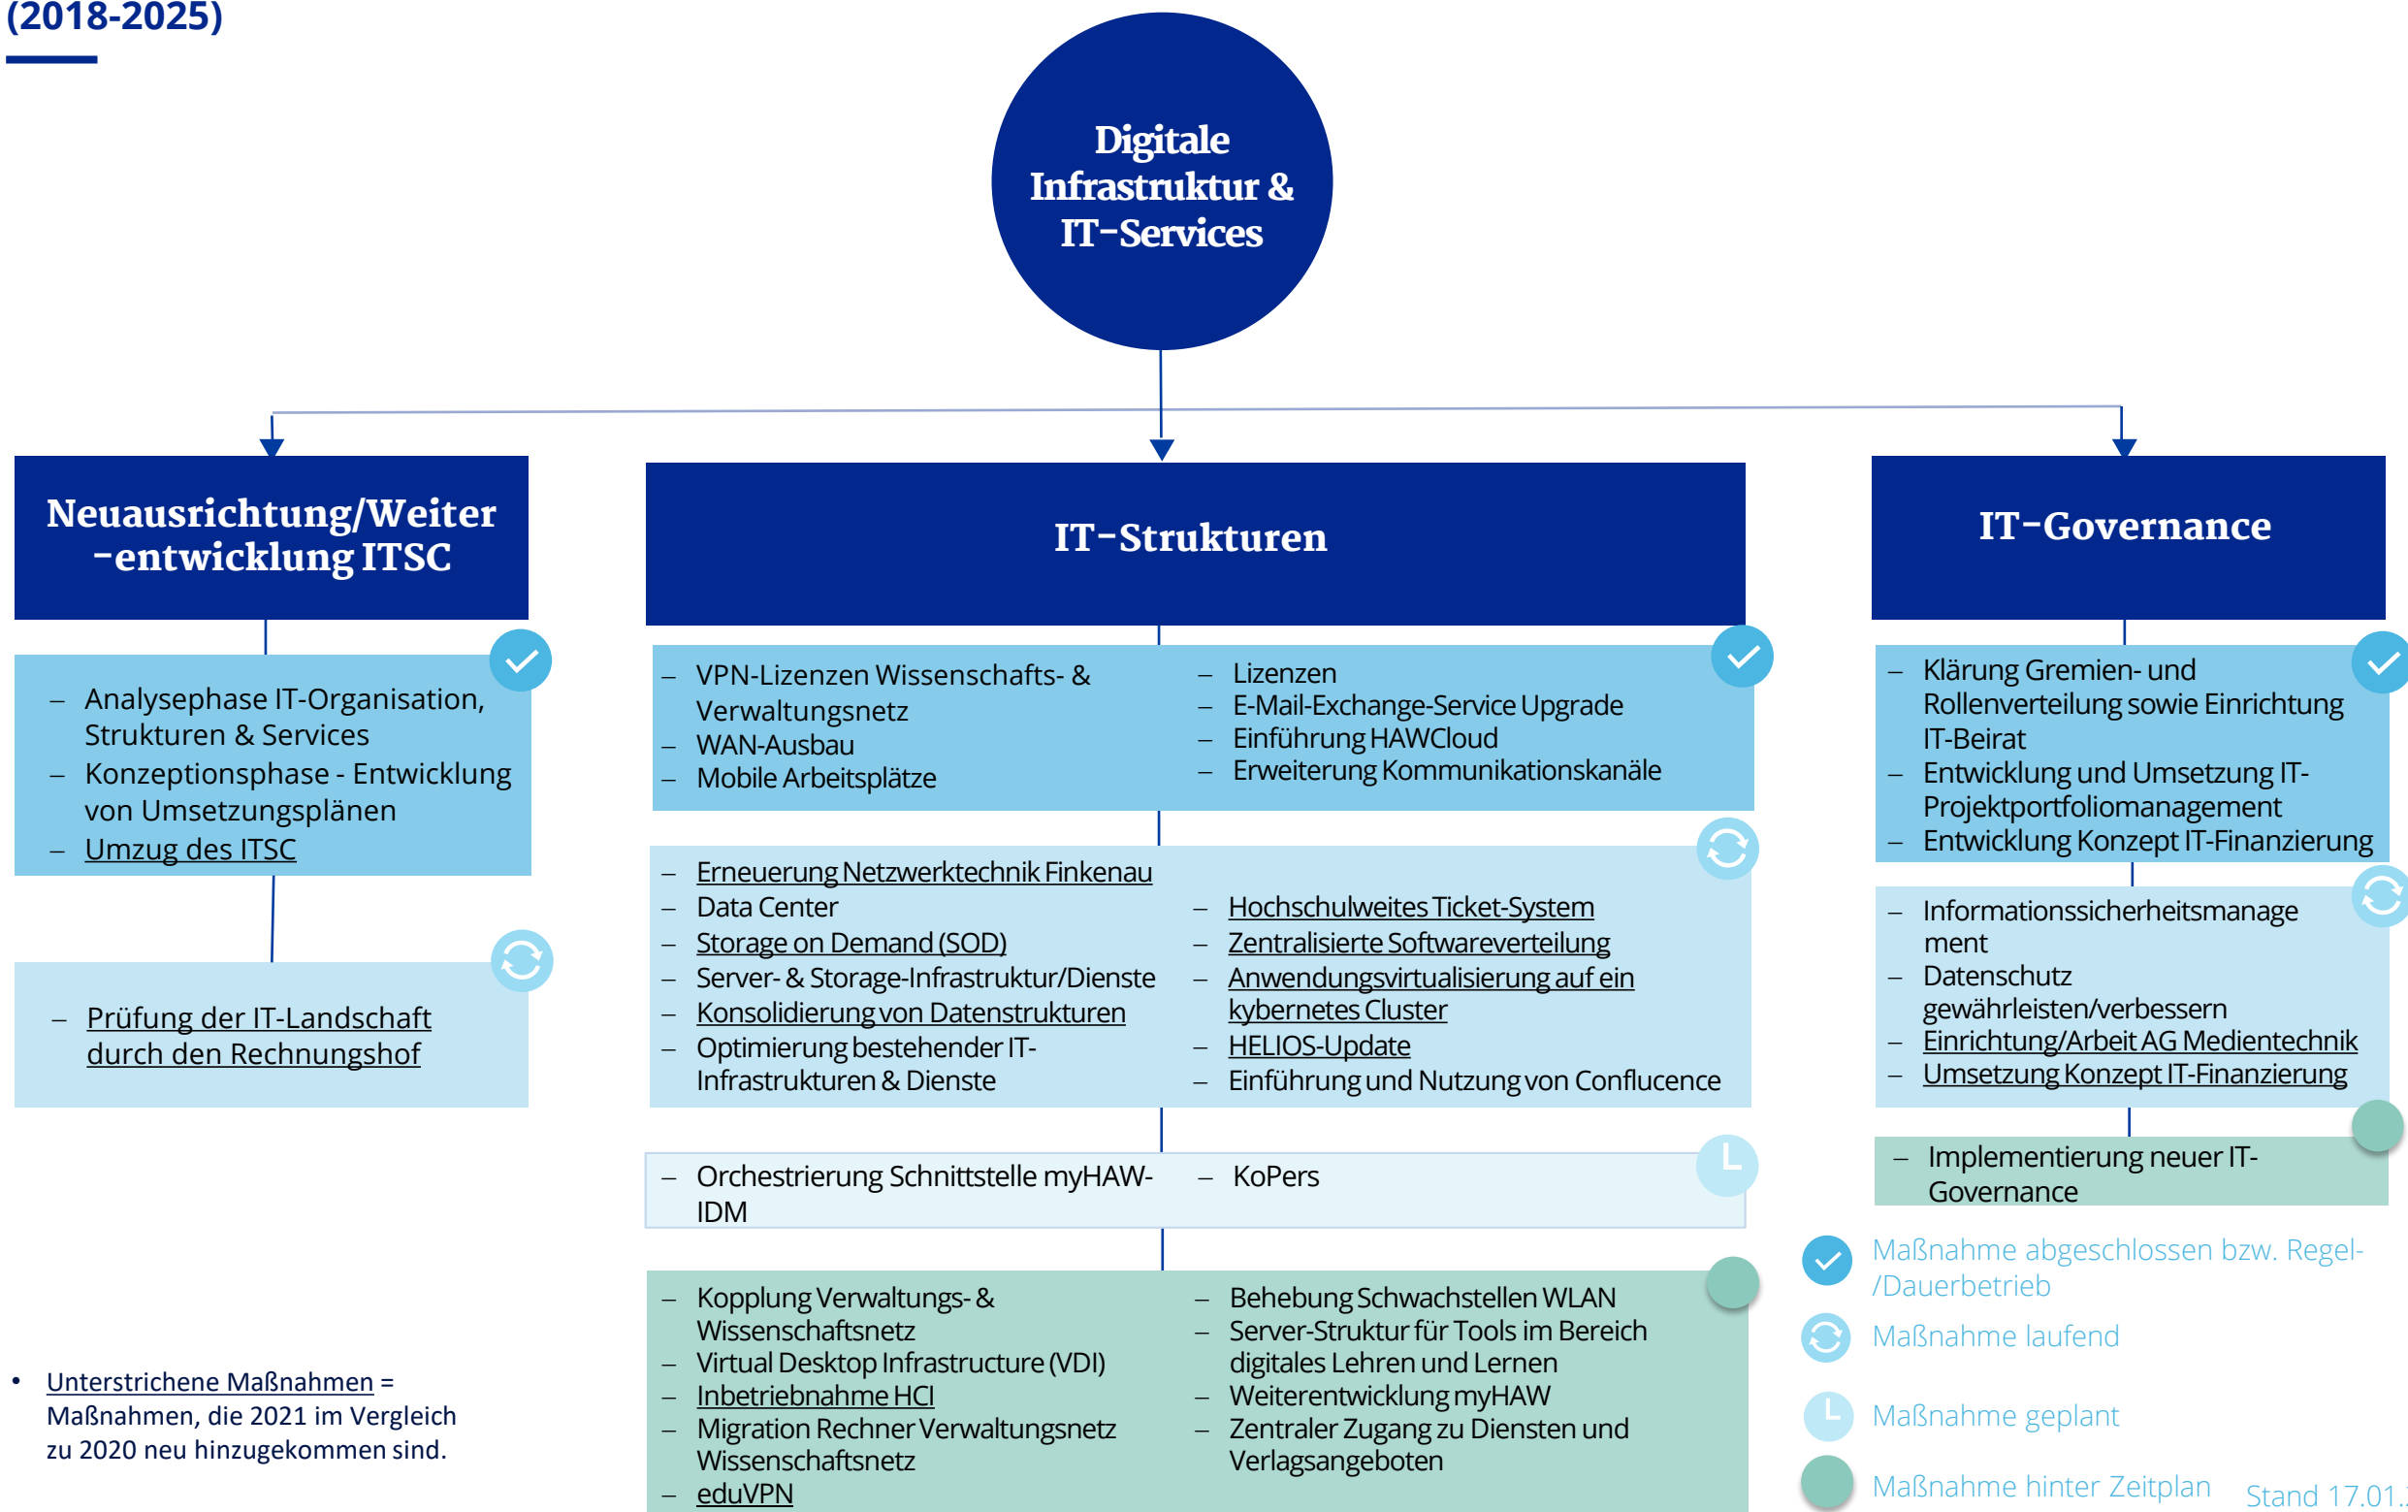 (2018-2025)
Digitale
Infrastruktur &
IT-Services
Neuausrichtung/Weiter
-entwicklung ITSC
– Analysephase IT-Organisation,
Strukturen & Services
– Konzeptionsphase - Entwicklung
von Umsetzungsplänen
– Umzug des ITSC
– Prüfung der IT-Landschaft
durch den Rechnungshof
IT-Strukturen
– VPN-Lizenzen Wissenschafts- &
Verwaltungsnetz
– WAN-Ausbau
– Mobile Arbeitsplätze
– Lizenzen
– E-Mail-Exchange-Service Upgrade
– Einführung HAWCloud
– Erweiterung Kommunikationskanäle
– Erneuerung Netzwerktechnik Finkenau
– Data Center
– Storage on Demand (SOD)
– Server- & Storage-Infrastruktur/Dienste
– Konsolidierung von Datenstrukturen
– Optimierung bestehender IT-
Infrastrukturen & Dienste
– Hochschulweites Ticket-System
– Zentralisierte Softwareverteilung
– Anwendungsvirtualisierung auf ein
kybernetes Cluster
– HELIOS-Update
– Einführung und Nutzung von Conflucence
– Orchestrierung Schnittstelle myHAW-
IDM
– KoPers
– Kopplung Verwaltungs- &
Wissenschaftsnetz
– Virtual Desktop Infrastructure (VDI)
– Inbetriebnahme HCI
– Migration Rechner Verwaltungsnetz
Wissenschaftsnetz
– eduVPN
– Behebung Schwachstellen WLAN
– Server-Struktur für Tools im Bereich
digitales Lehren und Lernen
– Weiterentwicklung myHAW
– Zentraler Zugang zu Diensten und
Verlagsangeboten
IT-Governance
– Klärung Gremien- und
Rollenverteilung sowie Einrichtung
IT-Beirat
– Entwicklung und Umsetzung IT-
Projektportfoliomanagement
– Entwicklung Konzept IT-Finanzierung
– Informationssicherheitsmanage
ment
– Datenschutz
gewährleisten/verbessern
– Einrichtung/Arbeit AG Medientechnik
– Umsetzung Konzept IT-Finanzierung
– Implementierung neuer IT-
Governance
Maßnahme abgeschlossen bzw. Regel-
/Dauerbetrieb
Maßnahme laufend
Maßnahme geplant
Maßnahme hinter Zeitplan
• Unterstrichene Maßnahmen =
Maßnahmen, die 2021 im Vergleich
zu 2020 neu hinzugekommen sind.
Stand 17.01.